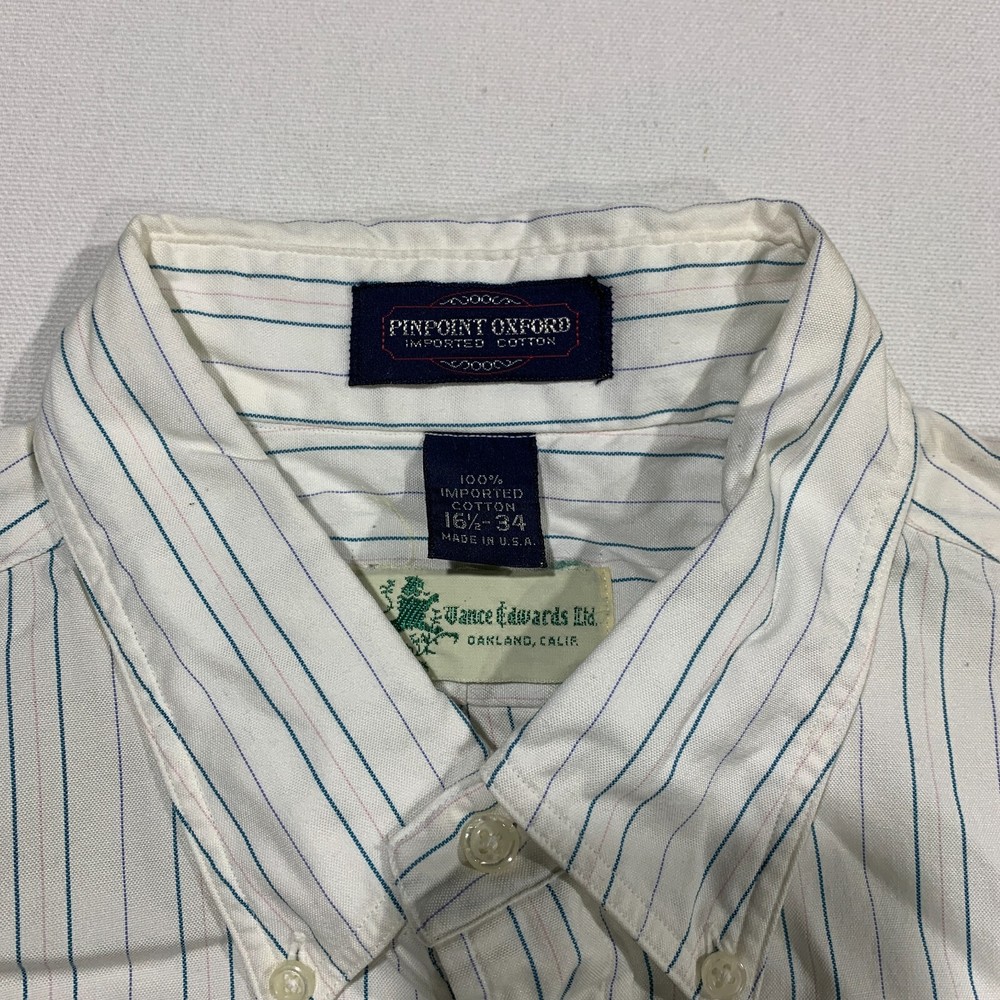 PINPOINT OXFORD
IMPORTED COTTON
100%
IMPORTED
COTTON
16½-34
MADE IN U.S.A.
Vance Edwards Ltd.
OAKLAND, CALIF.